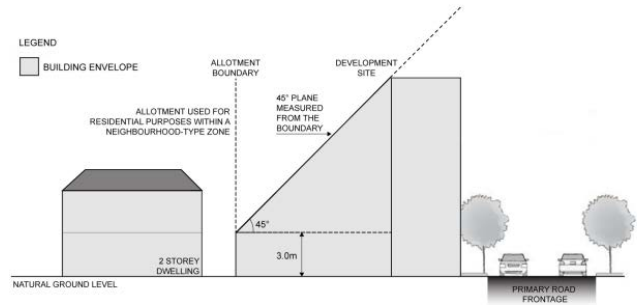 LEGEND
BUILDING ENVELOPE
ALLOTMENT
BOUNDARY
DEVELOPMENT
SITE
ALLOTMENT USED FOR
RESIDENTIAL PURPOSES WITHIN A
NEIGHBOURHOOD-TYPE ZONE
45° PLANE
MEASURED
FROM THE
BOUNDARY
45°
3.0m
2 STOREY
DWELLING
NATURAL GROUND LEVEL
PRIMARY ROAD
FRONTAGE